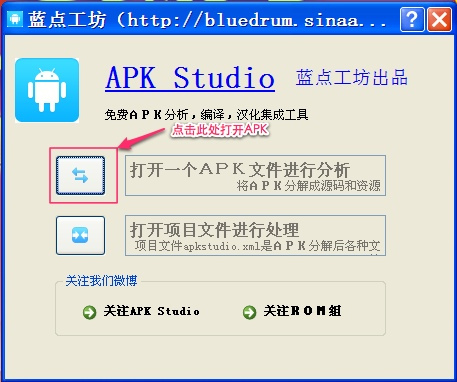 蓝点工坊（http://bluedrum.sinaa...
APK Studio 蓝点工坊出品
免费ＡＰＫ分析，编译，汉化集成工具
点击此处打开APK
打开一个ＡＰＫ文件进行分析
将ＡＰＫ分解成源码和资源
打开项目文件进行处理
项目文件apkstudio.xml是ＡＰＫ分解后各种文
关注我们微博
关注APK Studio 关注ＲＯＭ组